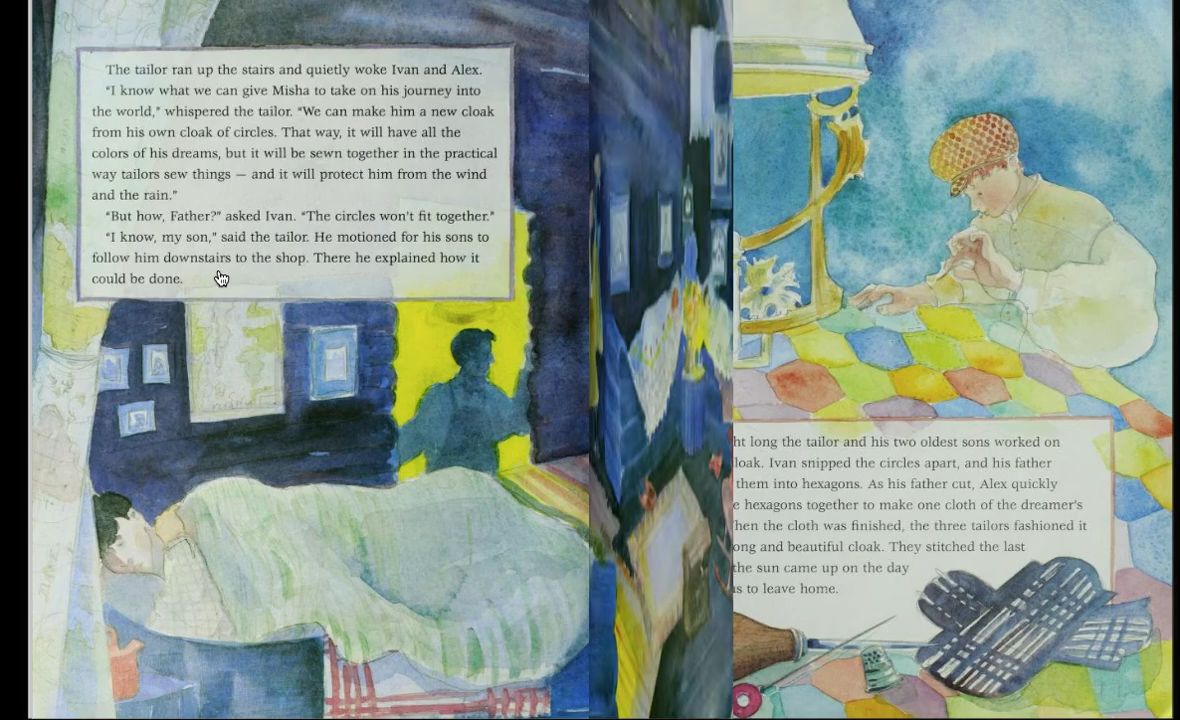 The tailor ran up the stairs and quietly woke Ivan and Alex.
“I know what we can give Misha to take on his journey into
the world,” whispered the tailor. “We can make him a new cloak
from his own cloak of circles. That way, it will have all the
colors of his dreams, but it will be sewn together in the practical
way tailors sew things — and it will protect him from the wind
and the rain.”
“But how, Father?” asked Ivan. “The circles won’t fit together.”
“I know, my son,” said the tailor. He motioned for his sons to
follow him downstairs to the shop. There he explained how it
could be done.
long the tailor and his two oldest sons worked on
Ivan snipped the circles apart, and his father
them into hexagons. As his father cut, Alex quickly
hexagons together to make one cloth of the dreamer’s
the cloth was finished, the three tailors fashioned it
and beautiful cloak. They stitched the last
the sun came up on the day
to leave home.